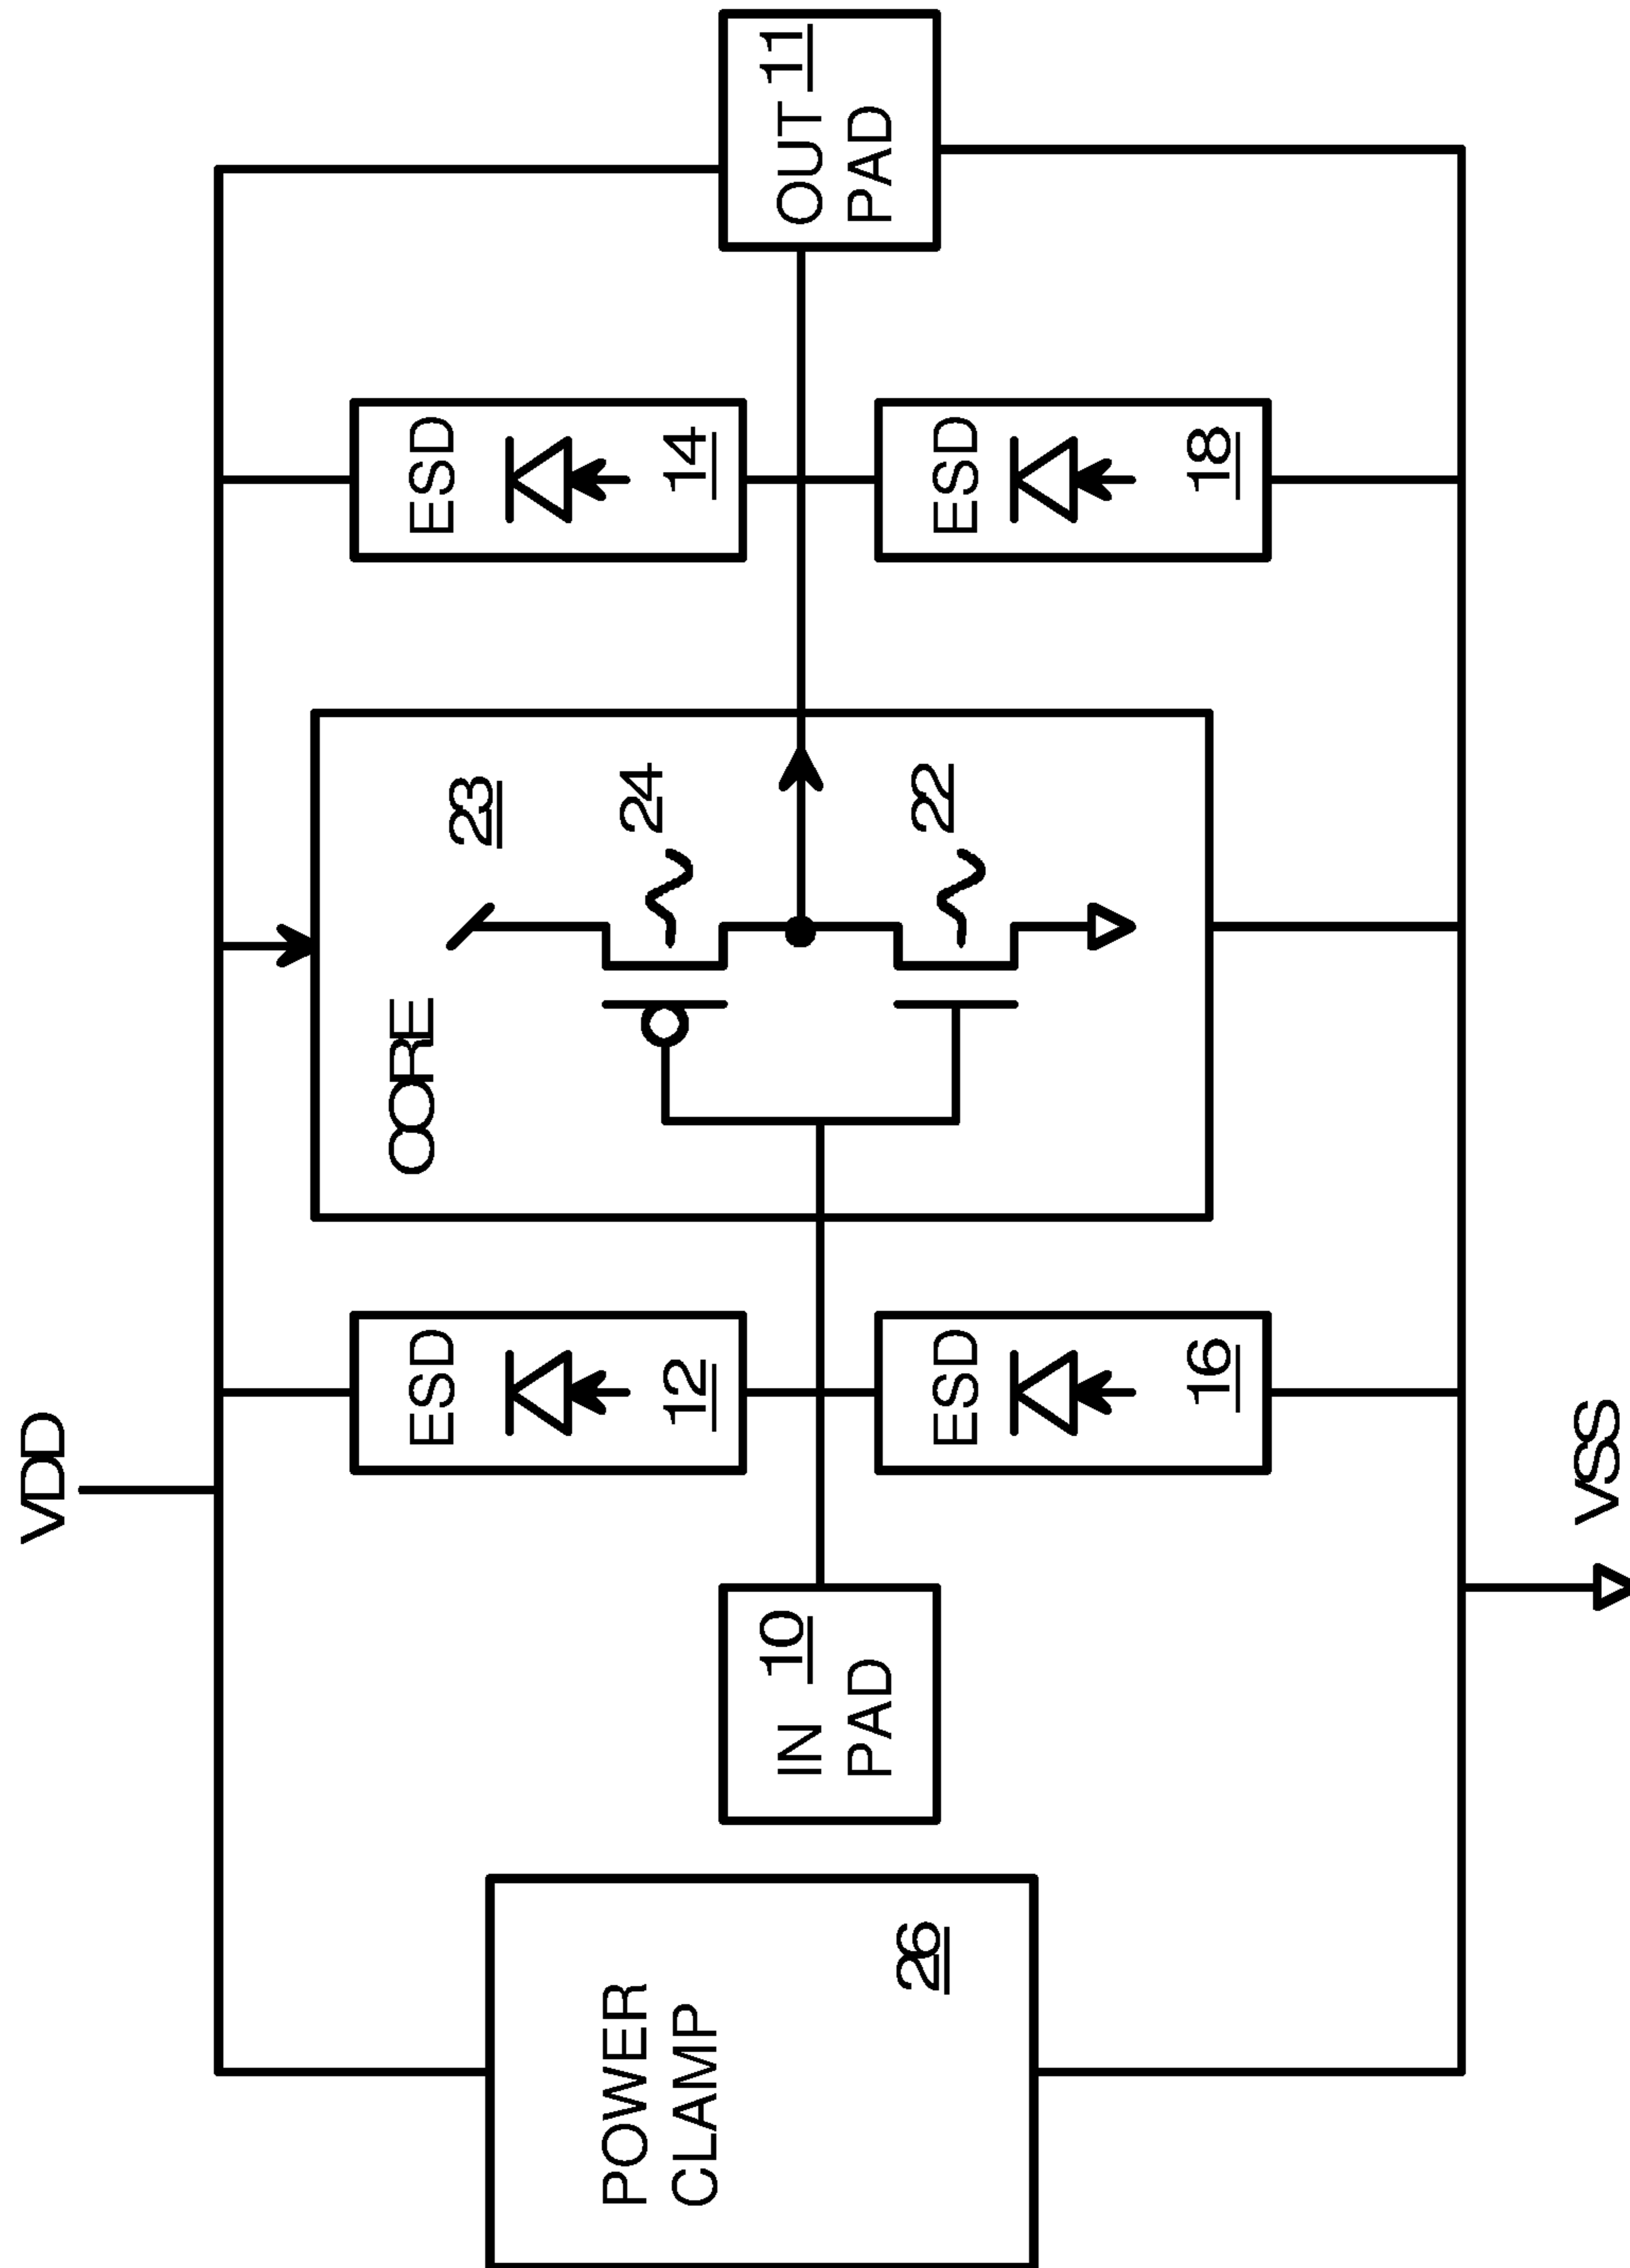 VDD
POWER
CLAMP
26
IN 10
PAD
ESD
12
ESD
16
CORE
23
24
22
ESD
14
ESD
18
OUT 11
PAD
VSS